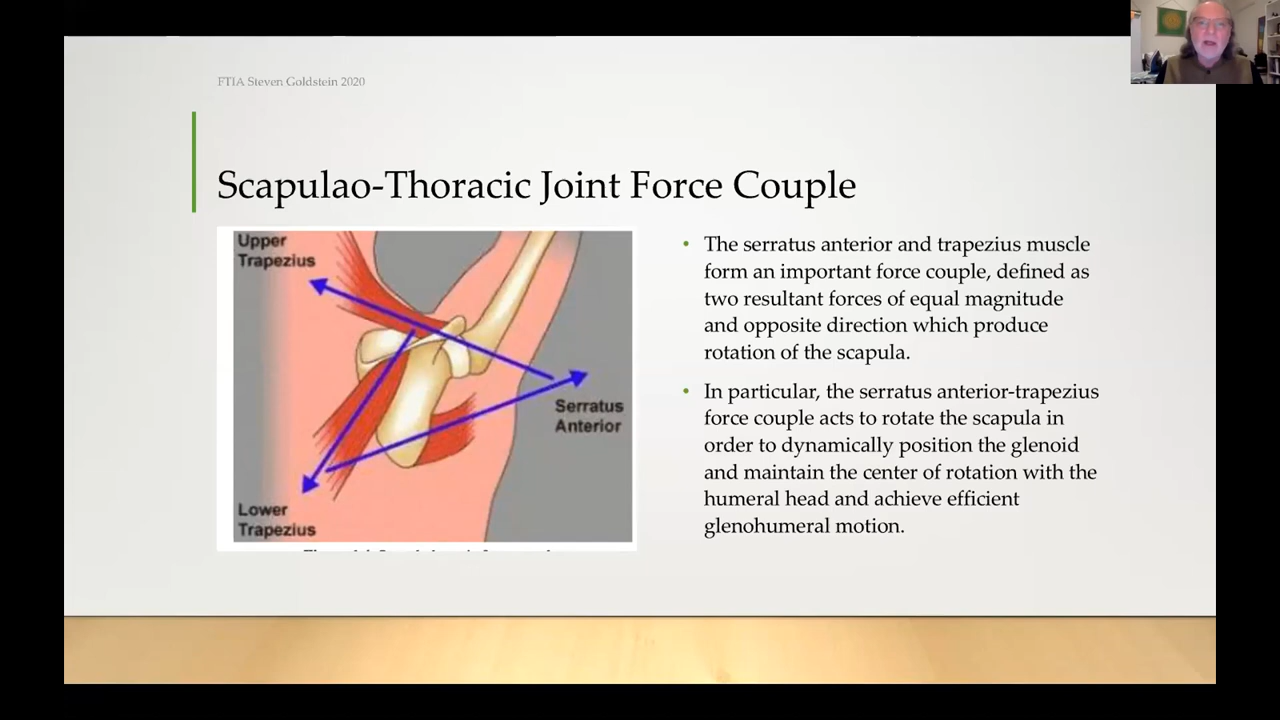 FTIA Steven Goldstein 2020
Scapulao-Thoracic Joint Force Couple
Upper
Trapezius
Serratus
Anterior
Lower
Trapezius
• The serratus anterior and trapezius muscle
form an important force couple, defined as
two resultant forces of equal magnitude
and opposite direction which produce
rotation of the scapula.
• In particular, the serratus anterior-trapezius
force couple acts to rotate the scapula in
order to dynamically position the glenoid
and maintain the center of rotation with the
humeral head and achieve efficient
glenohumeral motion.